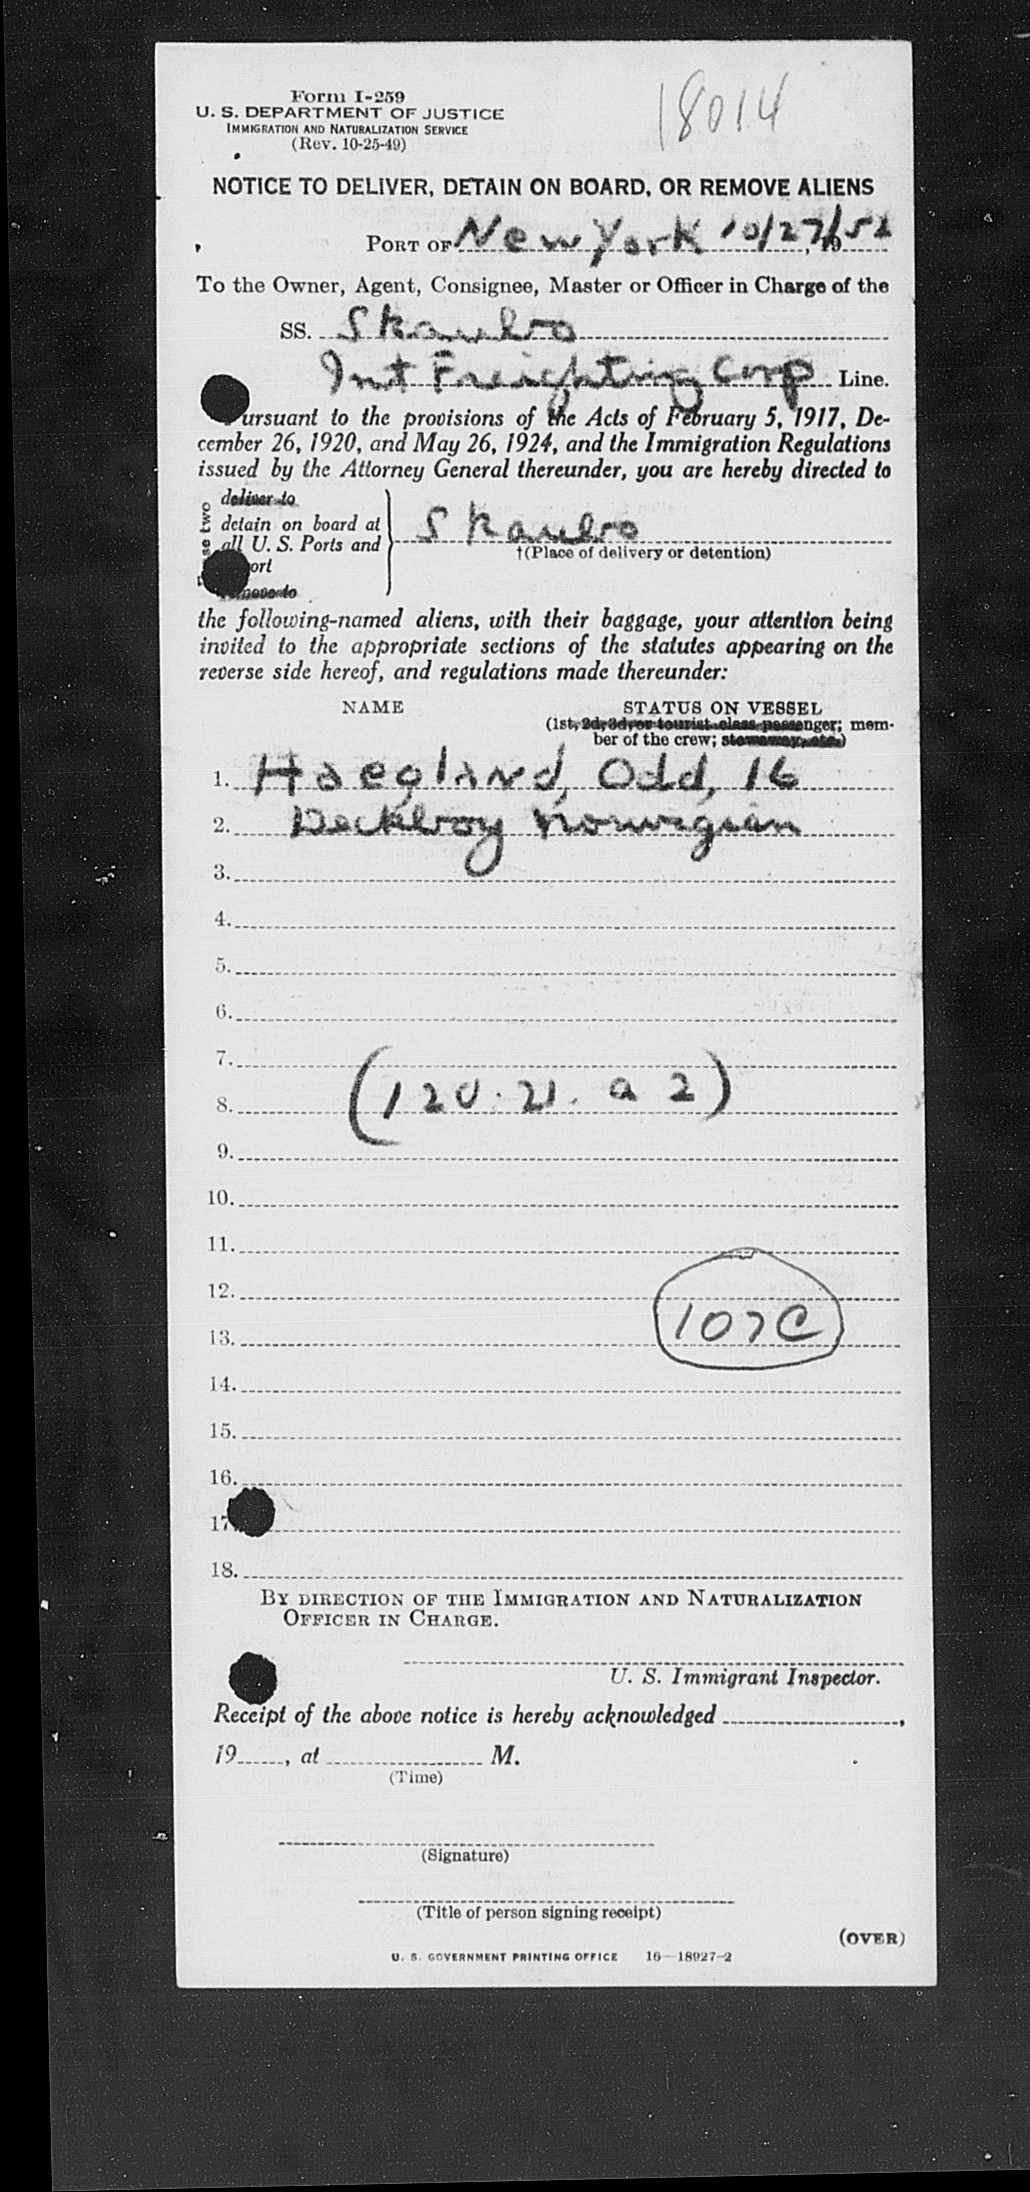 Form I-259
18014
U. S. DEPARTMENT OF JUSTICE
IMMIGRATION AND NATURALIZATION SERVICE
(Rev. 10-25-49)
NOTICE TO DELIVER, DETAIN ON BOARD, OR REMOVE ALIENS
PORT OF New York 10/27/, 1952
To the Owner, Agent, Consignee, Master or Officer in Charge of the
SS. Skaubo
Int Freighting Corp Line.
ursuant to the provisions of the Acts of February 5, 1917, De-
cember 26, 1920, and May 26, 1924, and the Immigration Regulations
issued by the Attorney General thereunder, you are hereby directed to
deliver to
detain on board at
all U. S. Ports and
ort
remove to
se two
Skaubo
†(Place of delivery or detention)
the following-named aliens, with their baggage, your attention being
invited to the appropriate sections of the statutes appearing on the
reverse side hereof, and regulations made thereunder:
NAME STATUS ON VESSEL
(1st, 2d, 3d, or tourist class passenger; mem-
ber of the crew; stowaway, etc.)
1. Haegland, Odd, 16
2. Deckboy Norwegian
3.
4.
5.
6.
7.
8. (120.21.a 2)
9.
10.
11.
12.
107C
13.
14.
15.
16.
17.
18.
BY DIRECTION OF THE IMMIGRATION AND NATURALIZATION
OFFICER IN CHARGE.
U. S. Immigrant Inspector.
Receipt of the above notice is hereby acknowledged ,
19 , at M.
(Time)
(Signature)
(Title of person signing receipt)
(OVER)
U. S. GOVERNMENT PRINTING OFFICE 16—18927-2